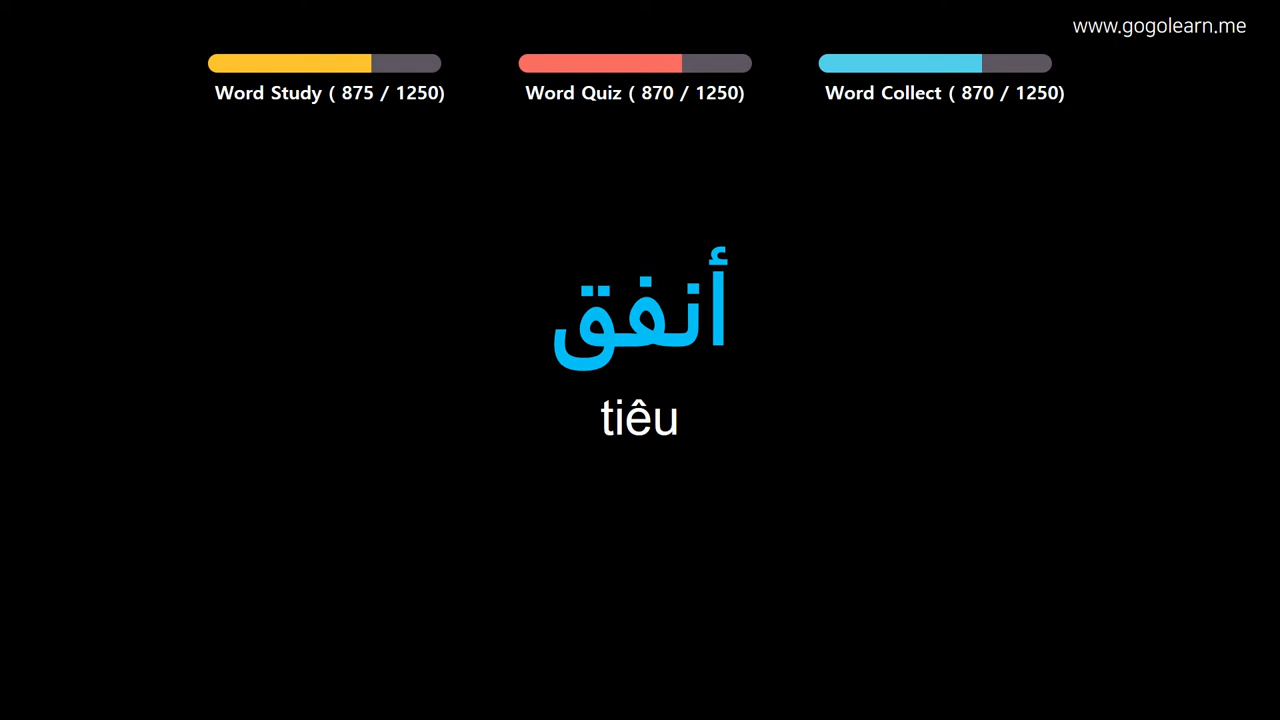 www.gogolearn.me
Word Study ( 875 / 1250)
Word Quiz ( 870 / 1250)
Word Collect ( 870 / 1250)
أنفق
tiêu